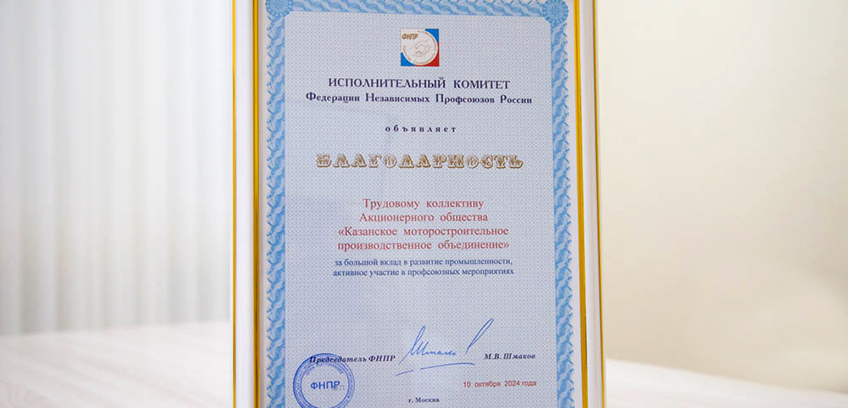 ФНПР
ИСПОЛНИТЕЛЬНЫЙ КОМИТЕТ
Федерации Независимых Профсоюзов России
объявляет
БЛАГОДАРНОСТЬ
Трудовому коллективу
Акционерного общества
«Казанское моторостроительное
производственное объединение»
за большой вклад в развитие промышленности,
активное участие в профсоюзных мероприятиях
Председатель ФНПР М.В. Шмаков
ФНПР
10 октября 2024 года
г. Москва